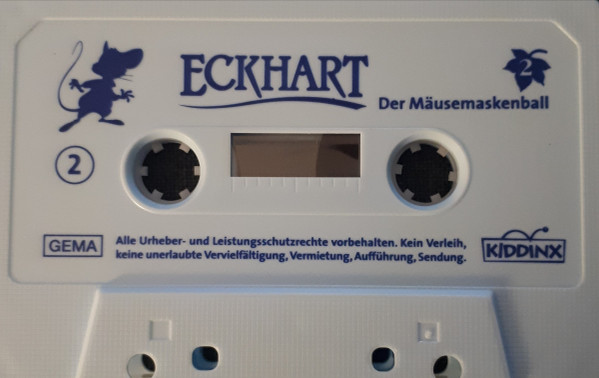 ECKHART
2
Der Mäusemaskenball
2
GEMA
Alle Urheber- und Leistungsschutzrechte vorbehalten. Kein Verleih,
keine unerlaubte Vervielfältigung, Vermietung, Aufführung, Sendung.
KIDDINX